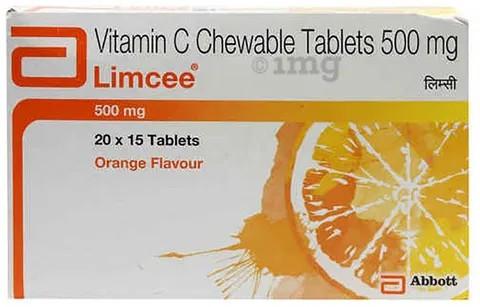 Vitamin C Chewable Tablets 500 mg
©1mg
Limcee®
लिम्सी
500 mg
20 x 15 Tablets
Orange Flavour
Abbott